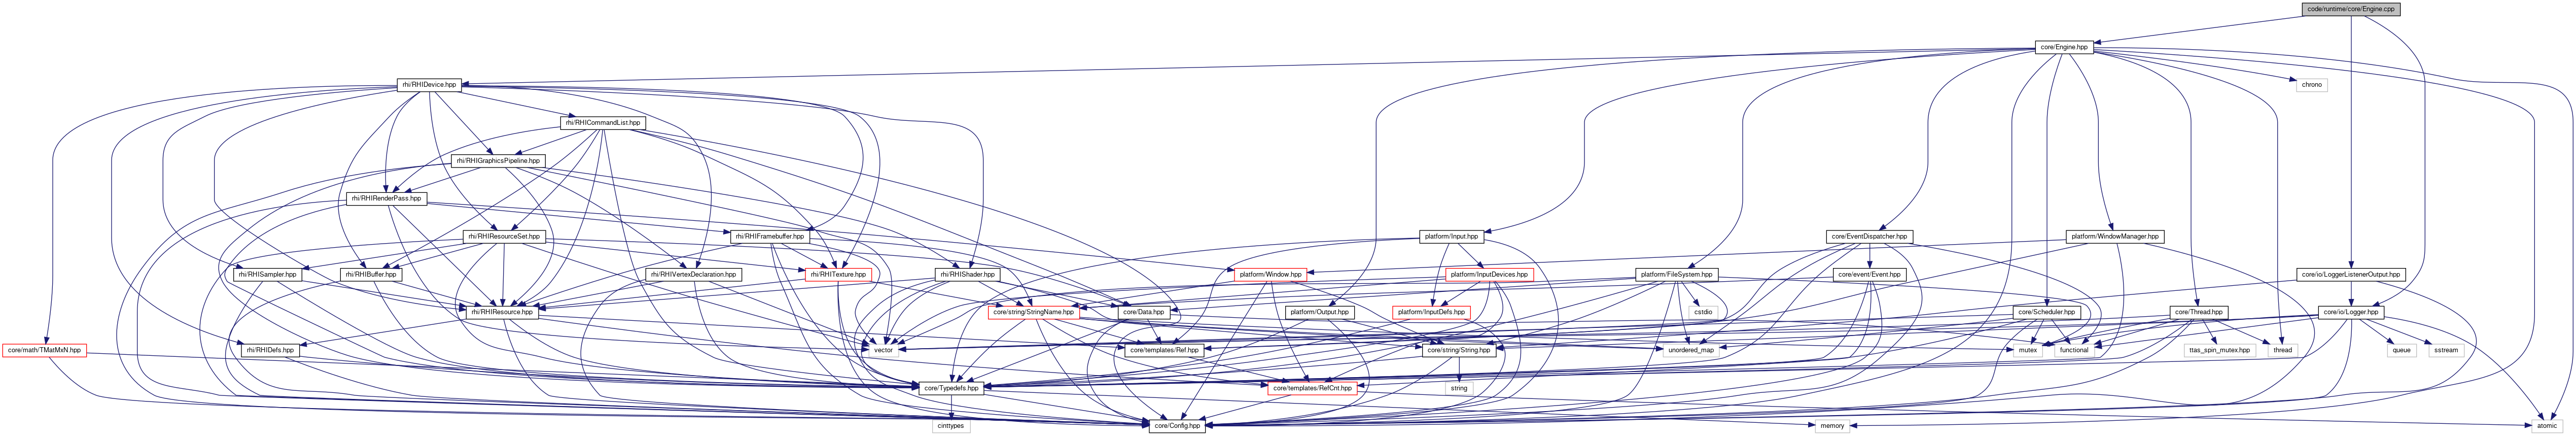 code/runtime/core/Engine.cpp
core/Engine.hpp
rhi/RHIDevice.hpp
chrono
rhi/RHICommandList.hpp
rhi/RHIGraphicsPipeline.hpp
rhi/RHIRenderPass.hpp
rhi/RHIResourceSet.hpp
rhi/RHIFramebuffer.hpp
platform/Input.hpp
core/EventDispatcher.hpp
platform/WindowManager.hpp
rhi/RHISampler.hpp
rhi/RHIBuffer.hpp
rhi/RHIVertexDeclaration.hpp
rhi/RHITexture.hpp
rhi/RHIShader.hpp
platform/Window.hpp
platform/InputDevices.hpp
platform/FileSystem.hpp
core/event/Event.hpp
core/io/LoggerListenerOutput.hpp
rhi/RHIResource.hpp
core/string/StringName.hpp
core/Data.hpp
platform/Output.hpp
platform/InputDefs.hpp
cstdio
core/Scheduler.hpp
core/Thread.hpp
core/io/Logger.hpp
core/math/TMatMxN.hpp
rhi/RHIDefs.hpp
vector
core/templates/Ref.hpp
core/string/String.hpp
unordered_map
mutex
functional
ttas_spin_mutex.hpp
thread
queue
sstream
core/Typedefs.hpp
core/templates/RefCnt.hpp
string
cinttypes
core/Config.hpp
memory
atomic